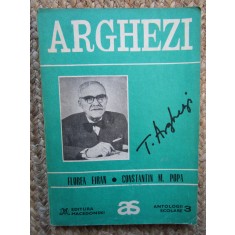 ARGHEZI
T. Arghezi
FLOREA FIRAN • CONSTANTIN M. POPA
EDITURA
MACEDONSKI
as
ANTOLOGII
SCOLARE 3